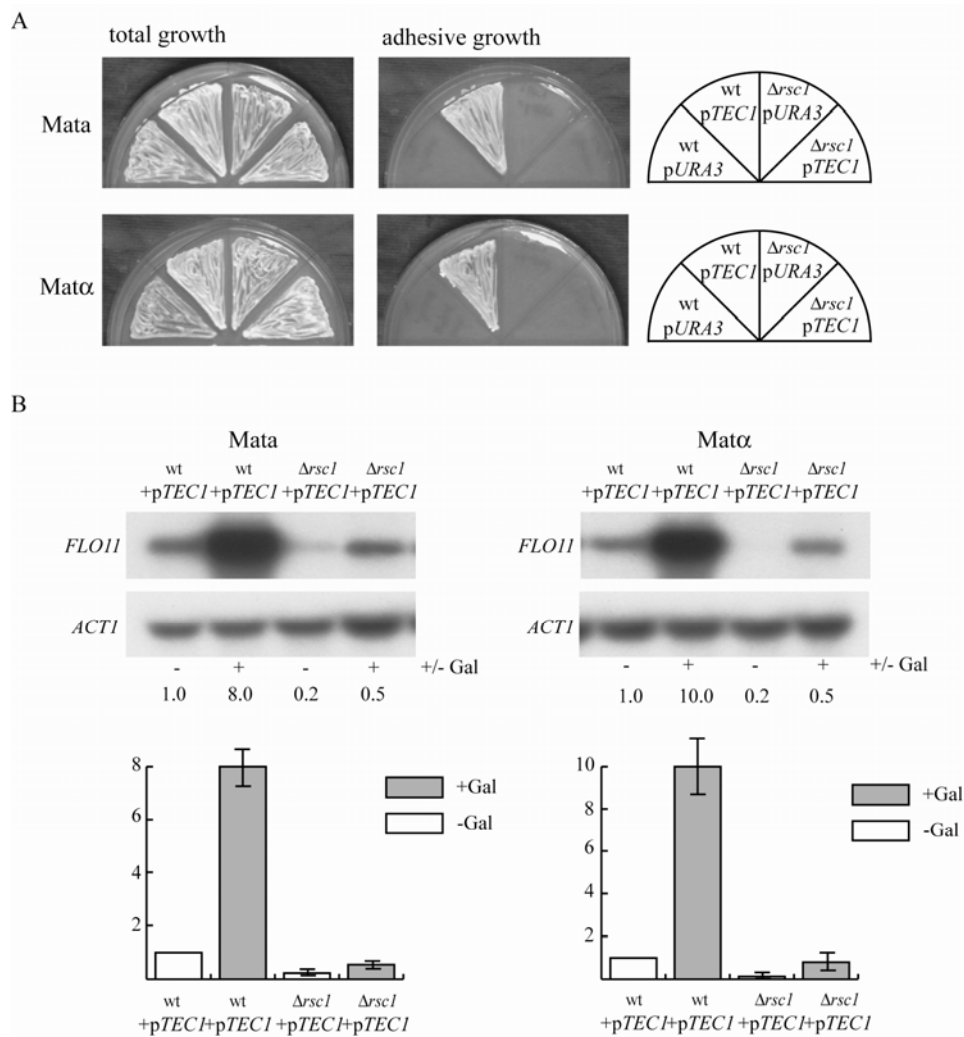 A
total growth
adhesive growth
Mata
wt
pURA3
wt
pTEC1
Δrsc1
pURA3
Δrsc1
pTEC1
Matα
wt
pURA3
wt
pTEC1
Δrsc1
pURA3
Δrsc1
pTEC1
B
Mata
wt wt Δrsc1 Δrsc1
+pTEC1+pTEC1+pTEC1+pTEC1
FLO11
ACT1
- + - + +/- Gal
1.0 8.0 0.2 0.5
8
6
4
2
+Gal
-Gal
wt wt Δrsc1 Δrsc1
+pTEC1+pTEC1+pTEC1+pTEC1
Matα
wt wt Δrsc1 Δrsc1
+pTEC1+pTEC1+pTEC1+pTEC1
FLO11
ACT1
- + - + +/- Gal
1.0 10.0 0.2 0.5
10
8
6
4
2
+Gal
-Gal
wt wt Δrsc1 Δrsc1
+pTEC1+pTEC1+pTEC1+pTEC1